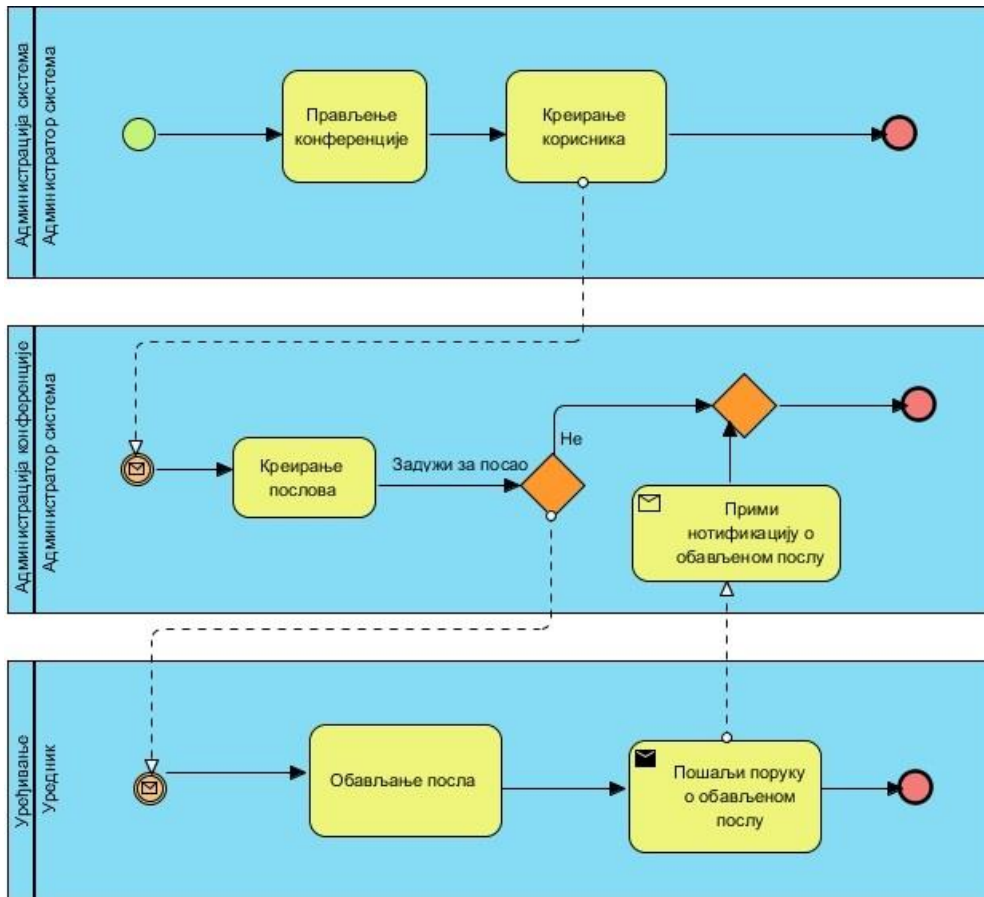 Администрација система
Администратор система
Прављење
конференције
Креирање
корисника
Администрација конференције
Администратор система
Креирање
послова
Задужи за посао
Не
Прими
нотификацију о
обављеном послу
Уређивање
Уредник
Обављање посла
Пошаљи поруку
о обављеном
послу